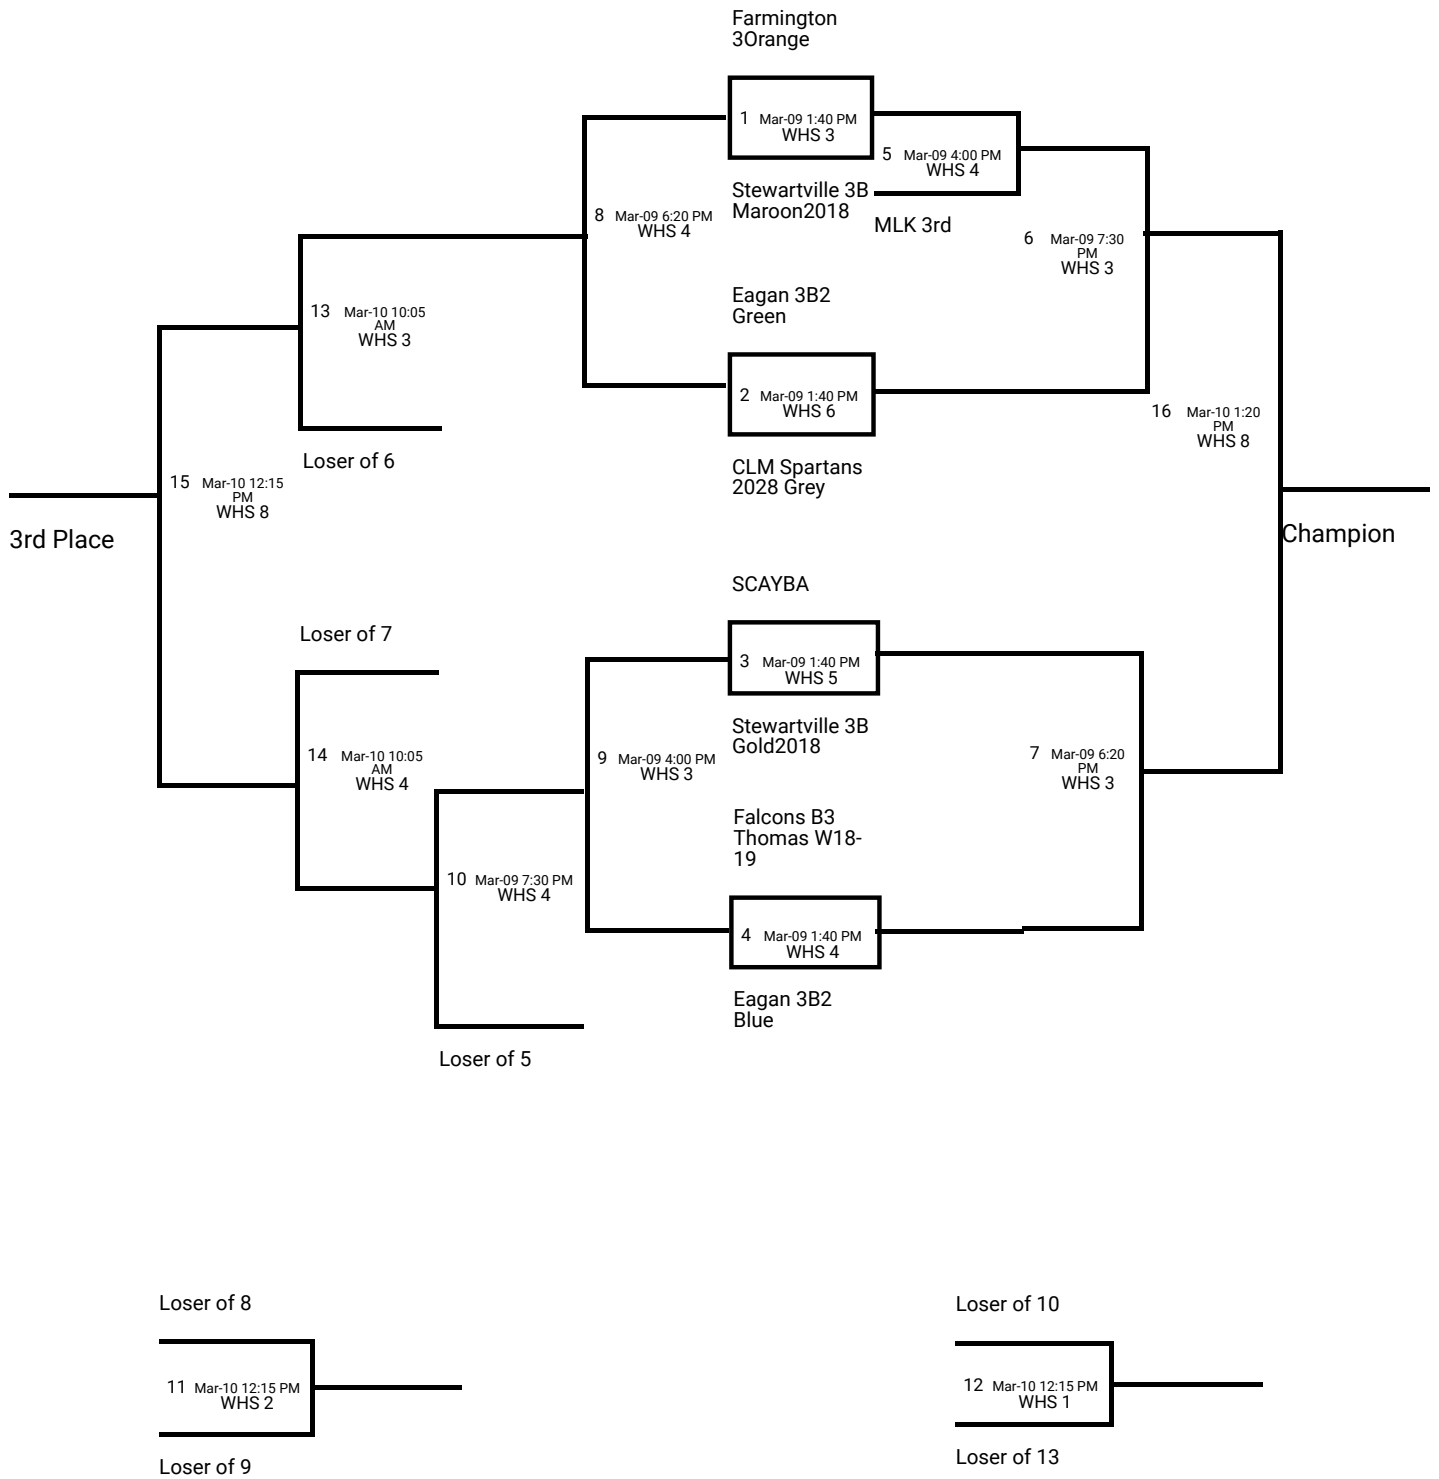 Farmington
3Orange
1 Mar-09 1:40 PM
WHS 3
5 Mar-09 4:00 PM
WHS 4
Stewartville 3B
Maroon2018
MLK 3rd
8 Mar-09 6:20 PM
WHS 4
6 Mar-09 7:30
PM
WHS 3
Eagan 3B2
Green
13 Mar-10 10:05
AM
WHS 3
2 Mar-09 1:40 PM
WHS 6
16 Mar-10 1:20
PM
WHS 8
Loser of 6
CLM Spartans
2028 Grey
15 Mar-10 12:15
PM
WHS 8
3rd Place
Champion
SCAYBA
Loser of 7
3 Mar-09 1:40 PM
WHS 5
Stewartville 3B
Gold2018
14 Mar-10 10:05
AM
WHS 4
9 Mar-09 4:00 PM
WHS 3
7 Mar-09 6:20
PM
WHS 3
Falcons B3
Thomas W18-
19
10 Mar-09 7:30 PM
WHS 4
4 Mar-09 1:40 PM
WHS 4
Eagan 3B2
Blue
Loser of 5
Loser of 8
11 Mar-10 12:15 PM
WHS 2
Loser of 9
Loser of 10
12 Mar-10 12:15 PM
WHS 1
Loser of 13